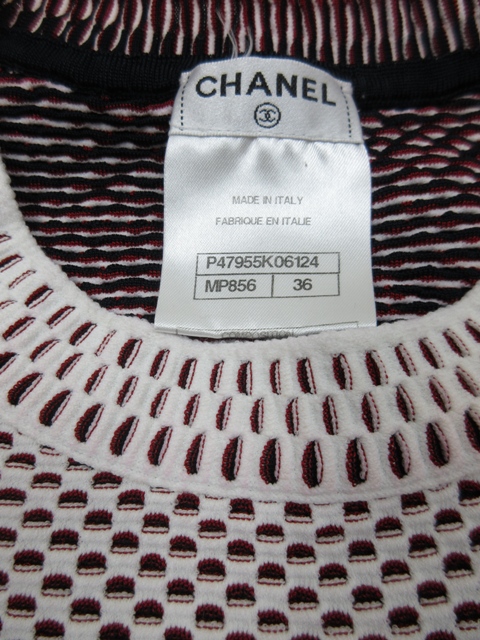 CHANEL
MADE IN ITALY
FABRIQUE EN ITALIE
P47955K06124
MP856 36